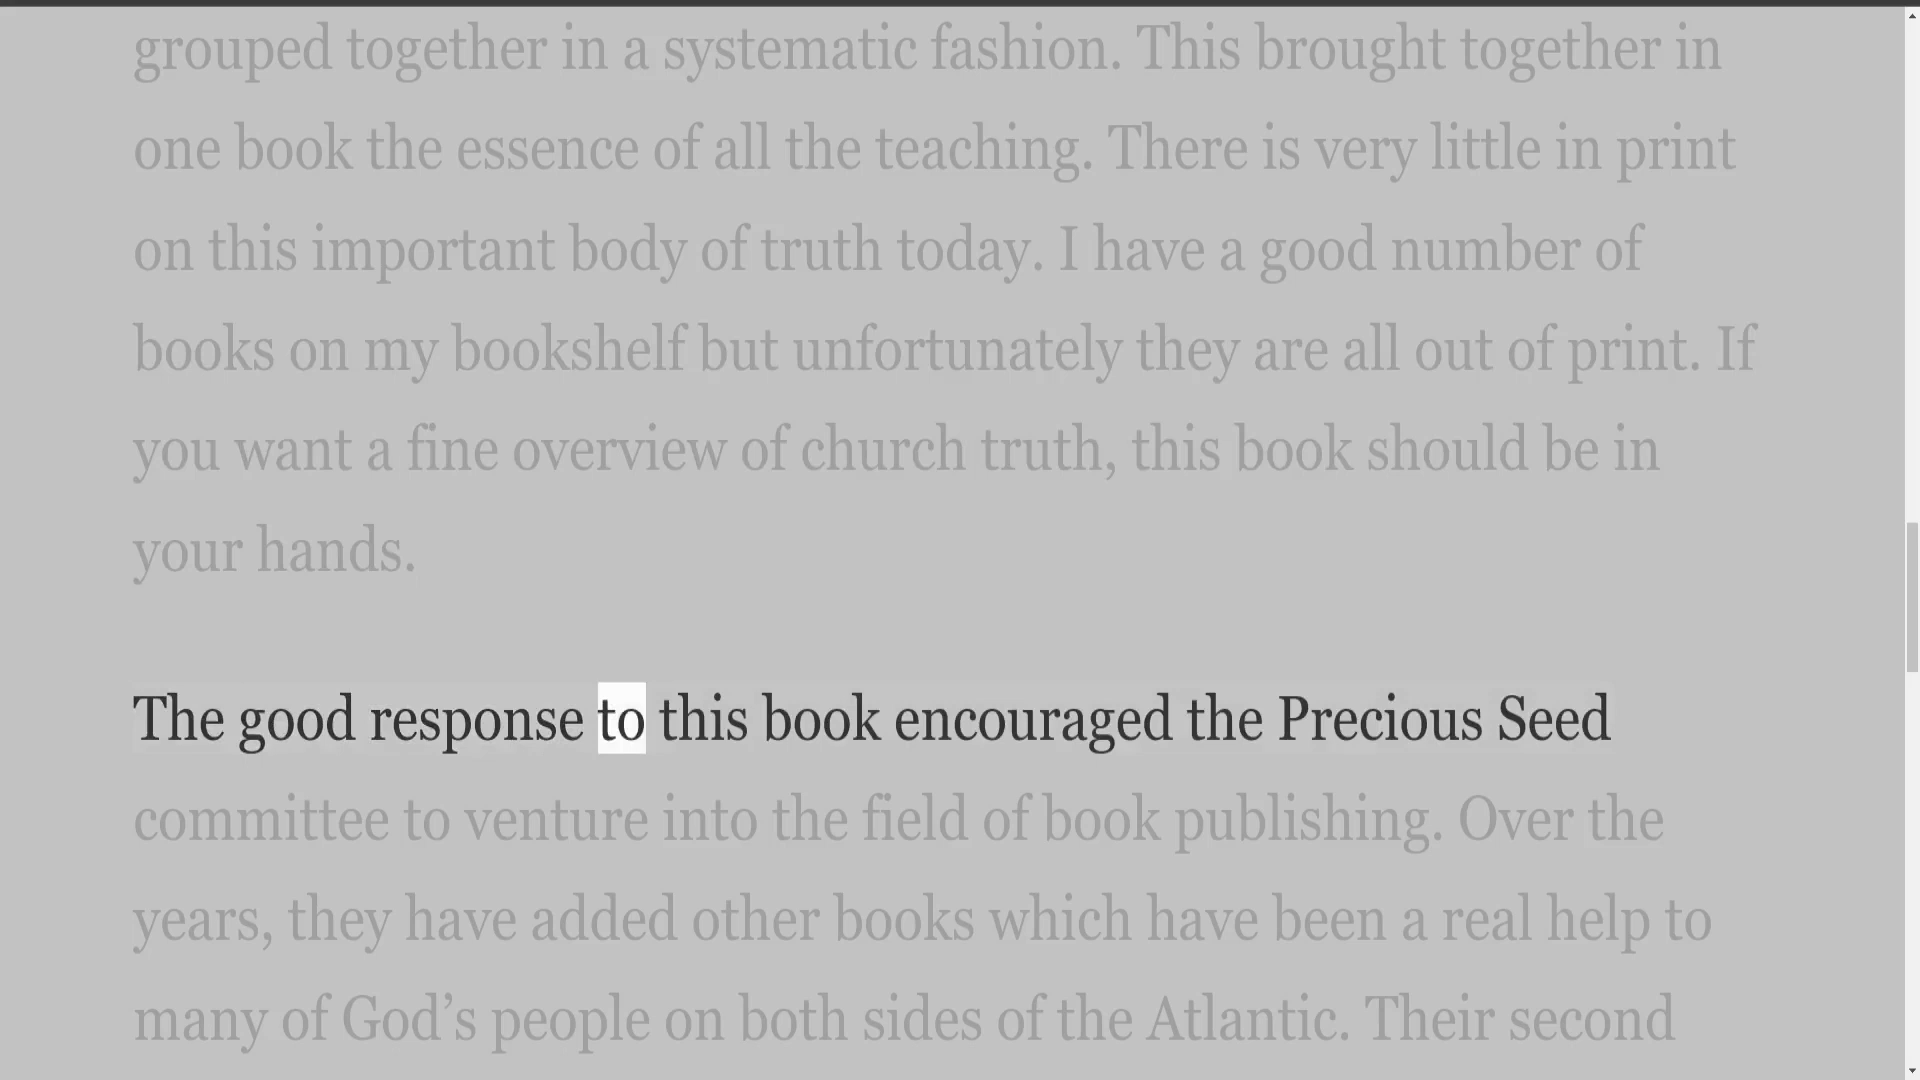 grouped together in a systematic fashion. This brought together in
one book the essence of all the teaching. There is very little in print
on this important body of truth today. I have a good number of
books on my bookshelf but unfortunately they are all out of print. If
you want a fine overview of church truth, this book should be in
your hands.
The good response to this book encouraged the Precious Seed
committee to venture into the field of book publishing. Over the
years, they have added other books which have been a real help to
many of God’s people on both sides of the Atlantic. Their second